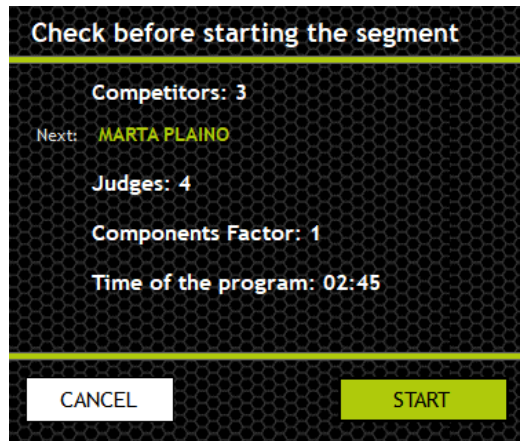 Check before starting the segment
Competitors: 3
Next: MARTA PLAINO
Judges: 4
Components Factor: 1
Time of the program: 02:45
CANCEL START